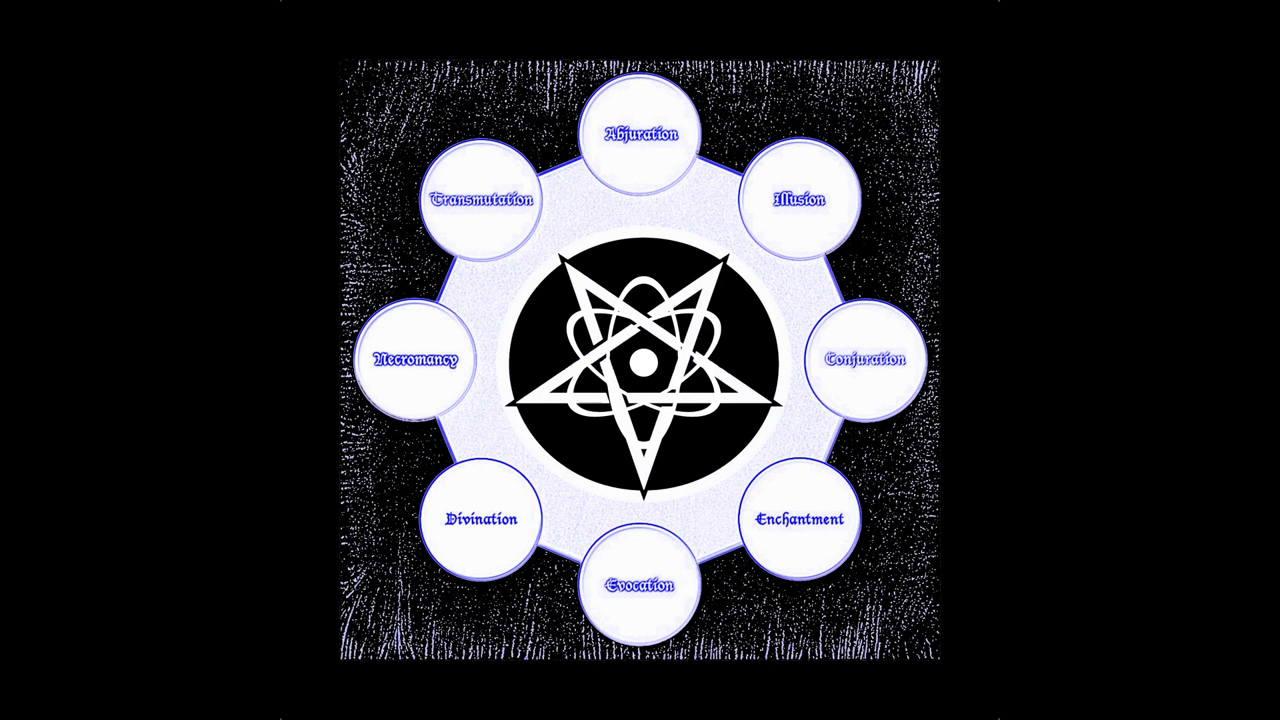 Abjuration
Transmutation
Illusion
Necromancy
Conjuration
Divination
Enchantment
Evocation